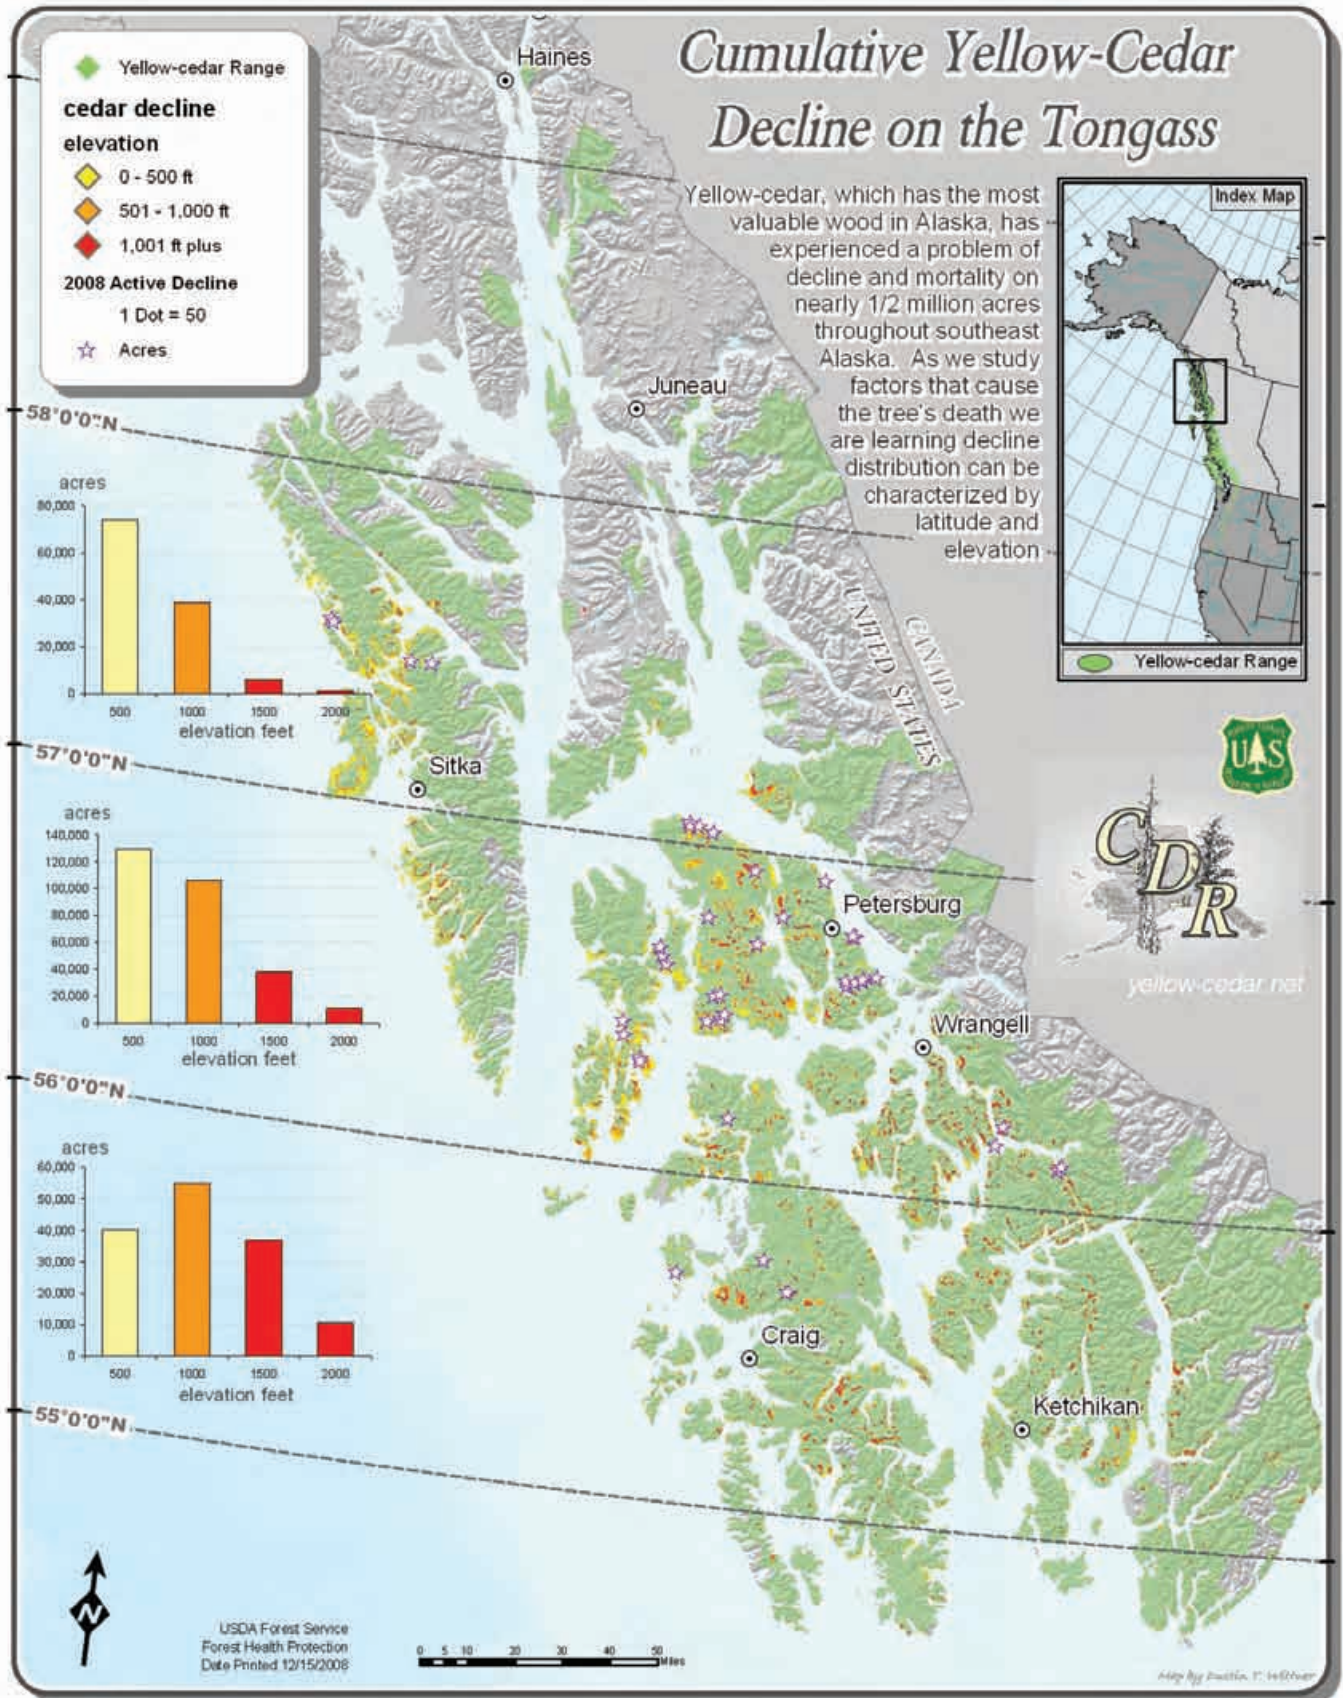 Cumulative Yellow-Cedar
Decline on the Tongass
Yellow-cedar Range
cedar decline
elevation
0 - 500 ft
501 - 1,000 ft
1,001 ft plus
2008 Active Decline
1 Dot = 50
Acres
Yellow-cedar, which has the most
valuable wood in Alaska, has
experienced a problem of
decline and mortality on
nearly 1/2 million acres
throughout southeast
Alaska. As we study
factors that cause
the tree's death we
are learning decline
distribution can be
characterized by
latitude and
elevation
Index Map
Yellow-cedar Range
Haines
Juneau
58°0'0"N
UNITED STATES
CANADA
acres
80,000
60,000
40,000
20,000
0
500 1000 1500 2000
elevation feet
57°0'0"N
Sitka
US
CDR
yellow-cedar.net
acres
140,000
120,000
100,000
80,000
60,000
40,000
20,000
0
500 1000 1500 2000
elevation feet
Petersburg
Wrangell
56°0'0"N
acres
60,000
50,000
40,000
30,000
20,000
10,000
0
500 1000 1500 2000
elevation feet
Craig
Ketchikan
55°0'0"N
N
USDA Forest Service
Forest Health Protection
Date Printed 12/15/2008
0 5 10 20 30 40 50
Miles
Map by Dustin T. Wittwer